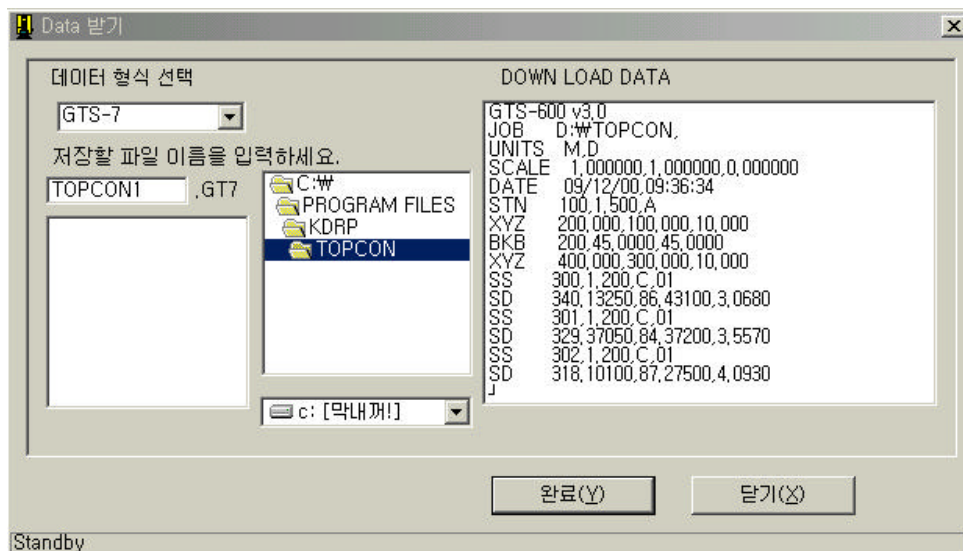 Data 받기
데이터 형식 선택
GTS-7
저장할 파일 이름을 입력하세요.
TOPCON1 .GT7
C:₩
PROGRAM FILES
KDRP
TOPCON
c: [막내꺼!]
DOWN LOAD DATA
GTS-600 v3.0
JOB D:₩TOPCON,
UNITS M,D
SCALE 1.000000,1.000000,0.000000
DATE 09/12/00,09:36:34
STN 100,1.500,A
XYZ 200.000,100.000,10.000
BKB 200,45.0000,45.0000
XYZ 400.000,300.000,10.000
SS 300,1.200,C,01
SD 340.13250,86.43100,3.0680
SS 301,1.200,C,01
SD 329.37050,84.37200,3.5570
SS 302,1.200,C,01
SD 318.10100,87.27500,4.0930
┘
완료(Y)
닫기(X)
Standby